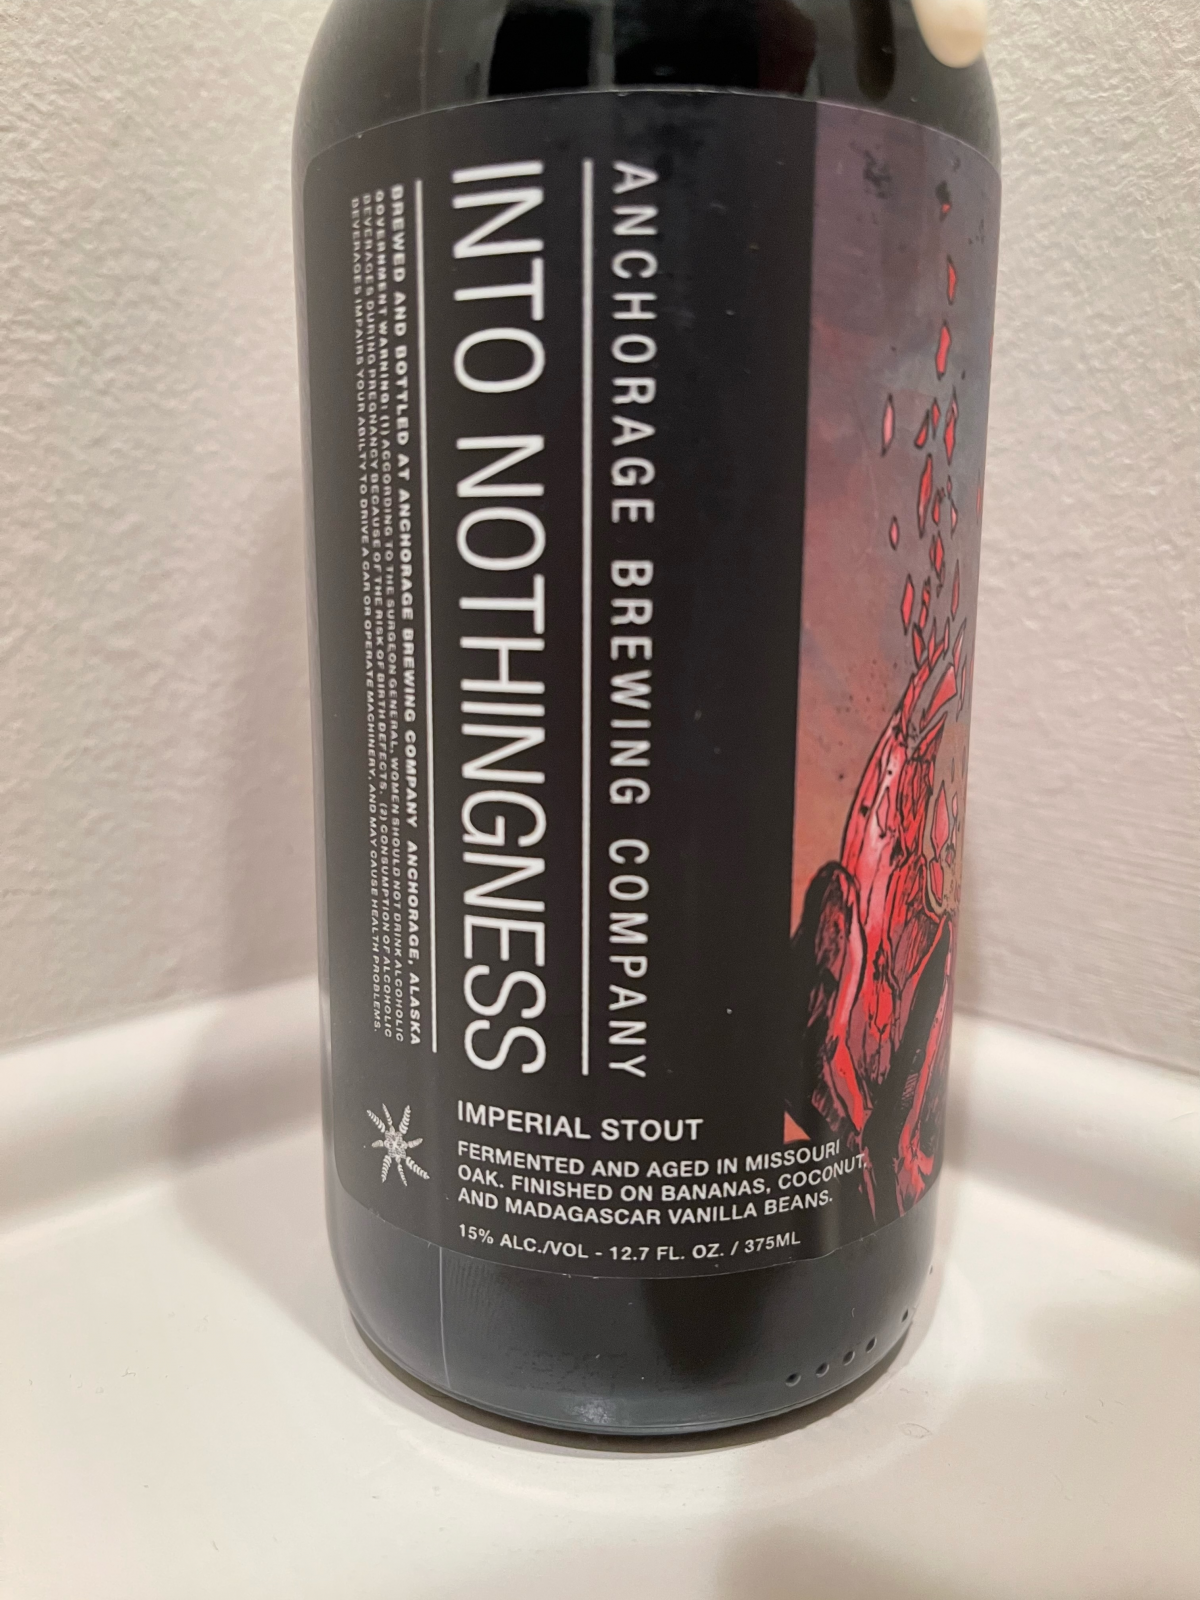 ANCHORAGE BREWING COMPANY
INTO NOTHINGNESS
BREWED AND BOTTLED AT ANCHORAGE BREWING COMPANY ANCHORAGE, ALASKA
GOVERNMENT WARNING: (1) ACCORDING TO THE SURGEON GENERAL, WOMEN SHOULD NOT DRINK ALCOHOLIC
BEVERAGES DURING PREGNANCY BECAUSE OF THE RISK OF BIRTH DEFECTS. (2) CONSUMPTION OF ALCOHOLIC
BEVERAGES IMPAIRS YOUR ABILTY TO DRIVE A CAR OR OPERATE MACHINERY, AND MAY CAUSE HEALTH PROBLEMS.
IMPERIAL STOUT
FERMENTED AND AGED IN MISSOURI
OAK. FINISHED ON BANANAS, COCONUT,
AND MADAGASCAR VANILLA BEANS.
15% ALC./VOL - 12.7 FL. OZ. / 375ML